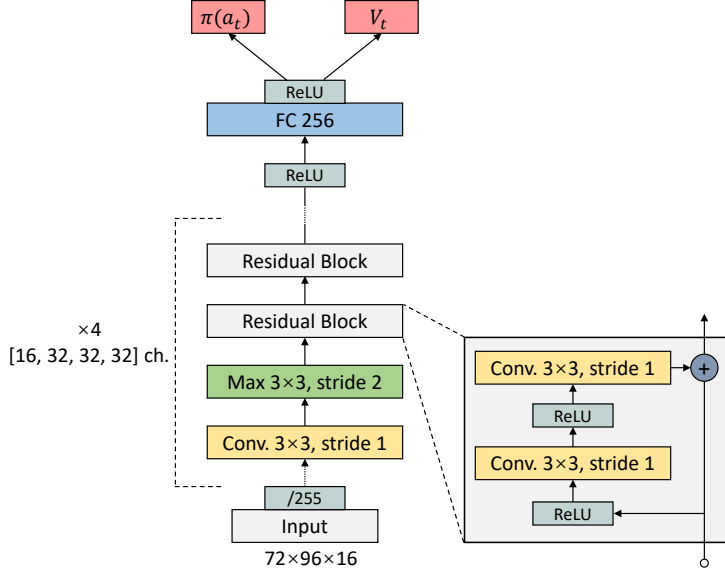 π(a_t)
V_t
ReLU
FC 256
ReLU
Residual Block
Residual Block
×4
[16, 32, 32, 32] ch.
Max 3×3, stride 2
Conv. 3×3, stride 1
/255
Input
72×96×16
Conv. 3×3, stride 1
+
ReLU
Conv. 3×3, stride 1
ReLU